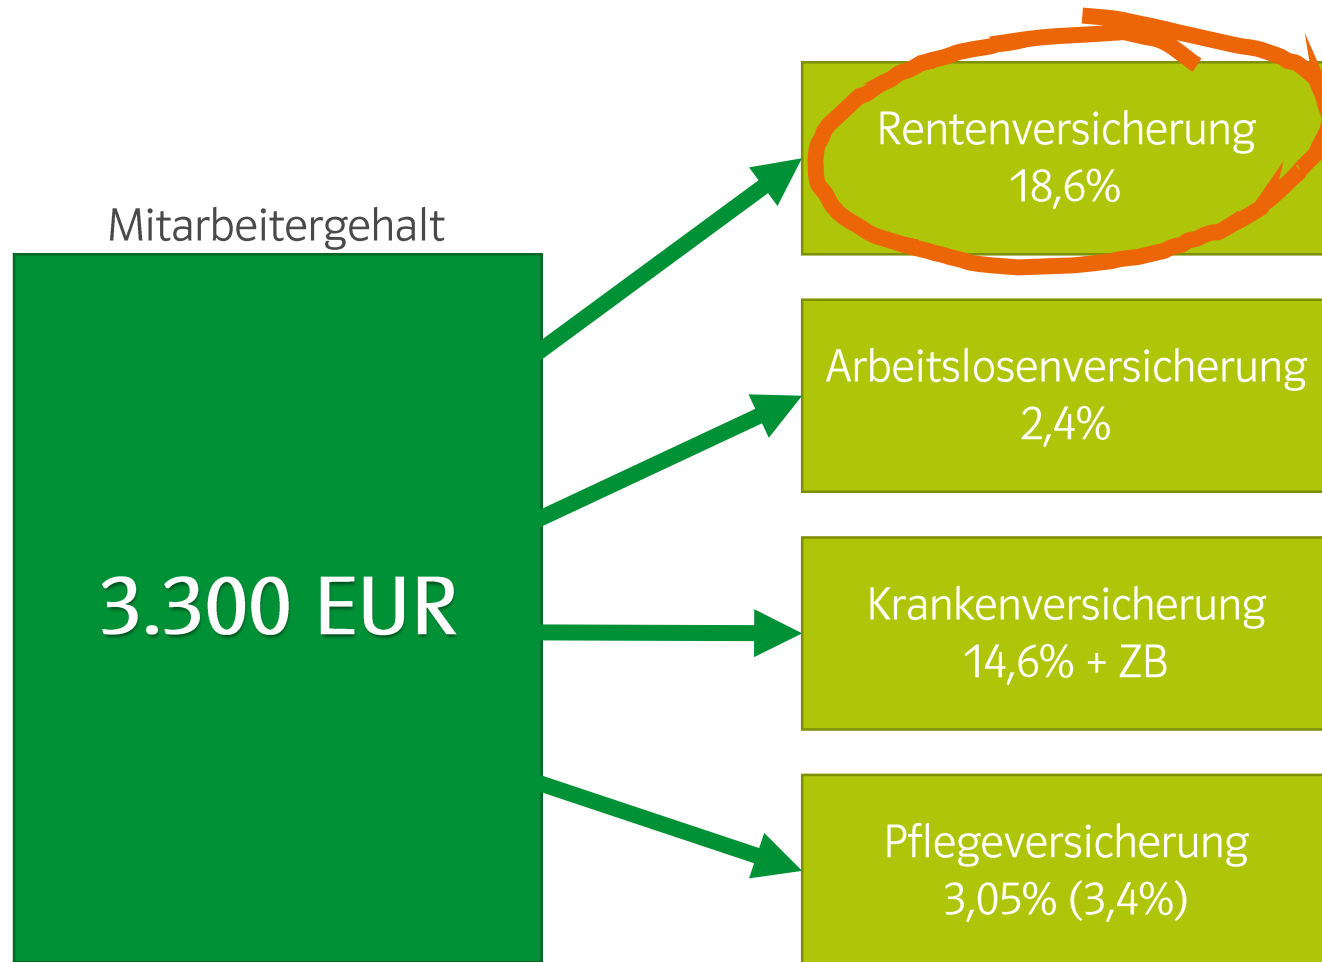 Mitarbeitergehalt
3.300 EUR
Rentenversicherung
18,6%
Arbeitslosenversicherung
2,4%
Krankenversicherung
14,6% + ZB
Pflegeversicherung
3,05% (3,4%)